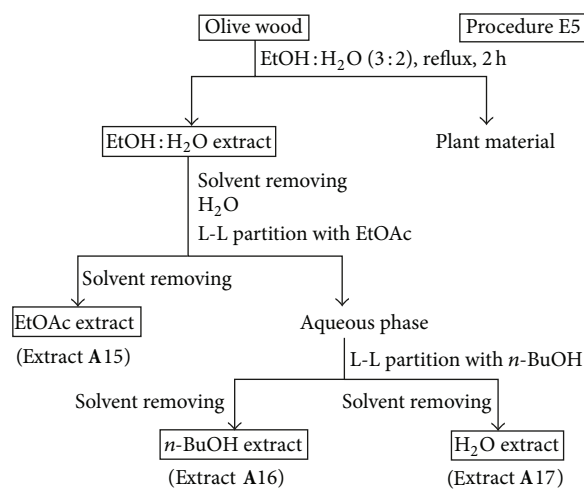 Olive wood
Procedure E5
EtOH:H₂O (3:2), reflux, 2 h
EtOH:H₂O extract
Plant material
Solvent removing
H₂O
L-L partition with EtOAc
Solvent removing
EtOAc extract
Aqueous phase
(Extract A15)
L-L partition with n-BuOH
Solvent removing
Solvent removing
n-BuOH extract
H₂O extract
(Extract A16)
(Extract A17)